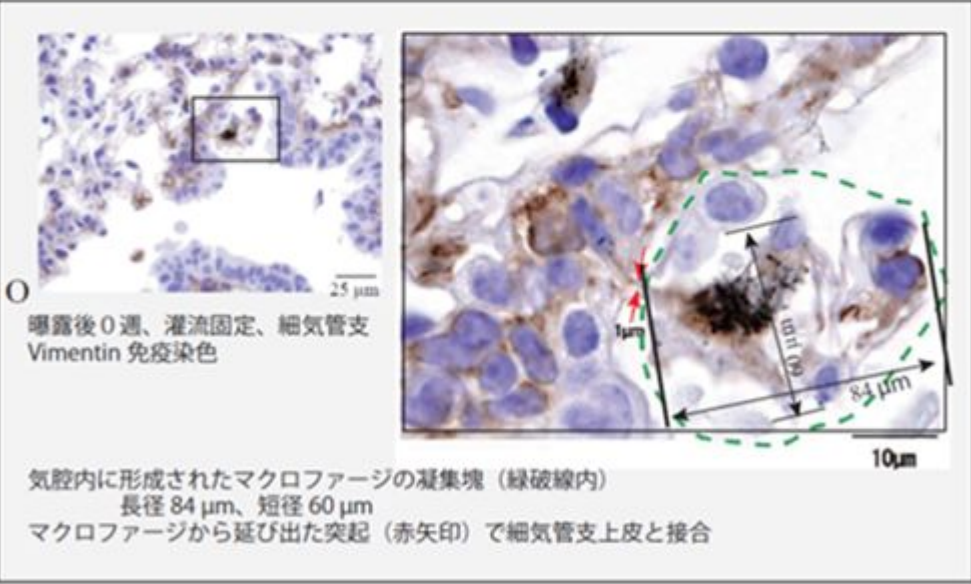 O
25 μm
曝露後０週、灌流固定、細気管支
Vimentin 免疫染色
1μm
60 μm
84 μm
10μm
気腔内に形成されたマクロファージの凝集塊（緑破線内）
長径 84 μm、短径 60 μm
マクロファージから延び出た突起（赤矢印）で細気管支上皮と接合